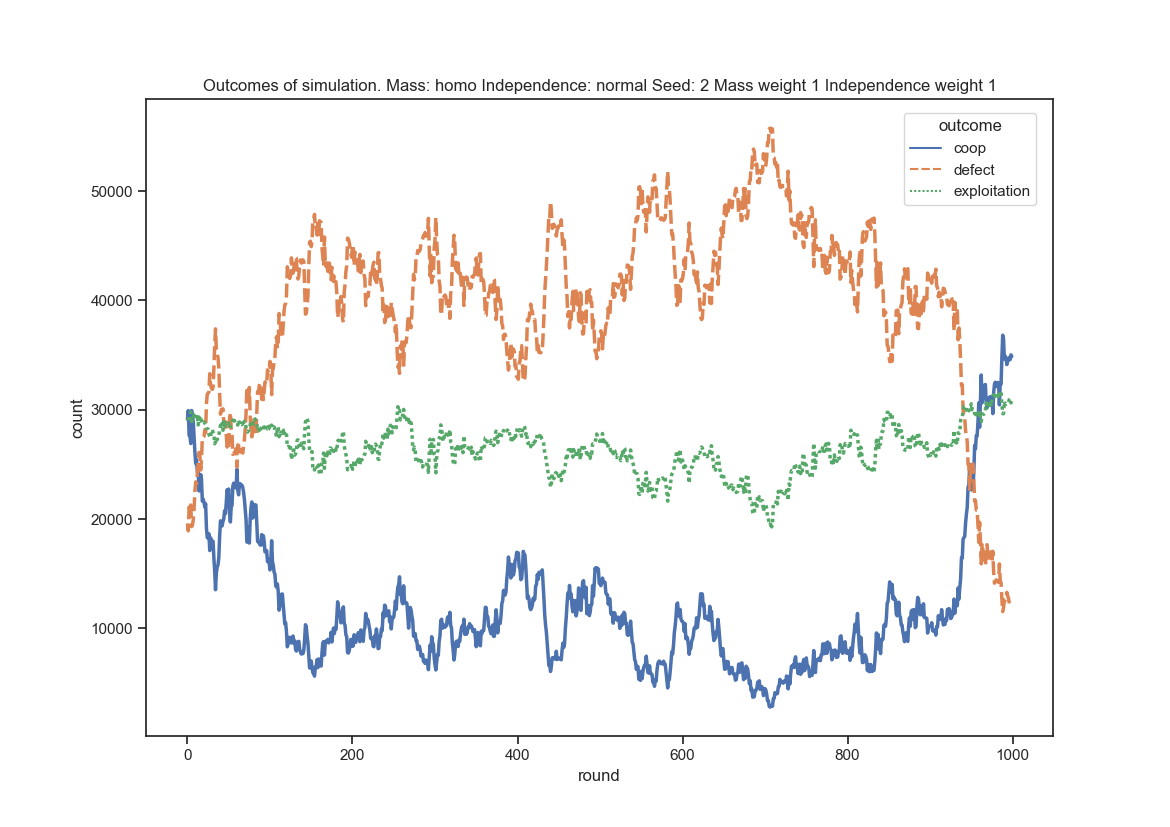 Outcomes of simulation. Mass: homo Independence: normal Seed: 2 Mass weight 1 Independence weight 1
outcome
coop
defect
exploitation
50000
40000
30000
20000
10000
count
0 200 400 600 800 1000
round